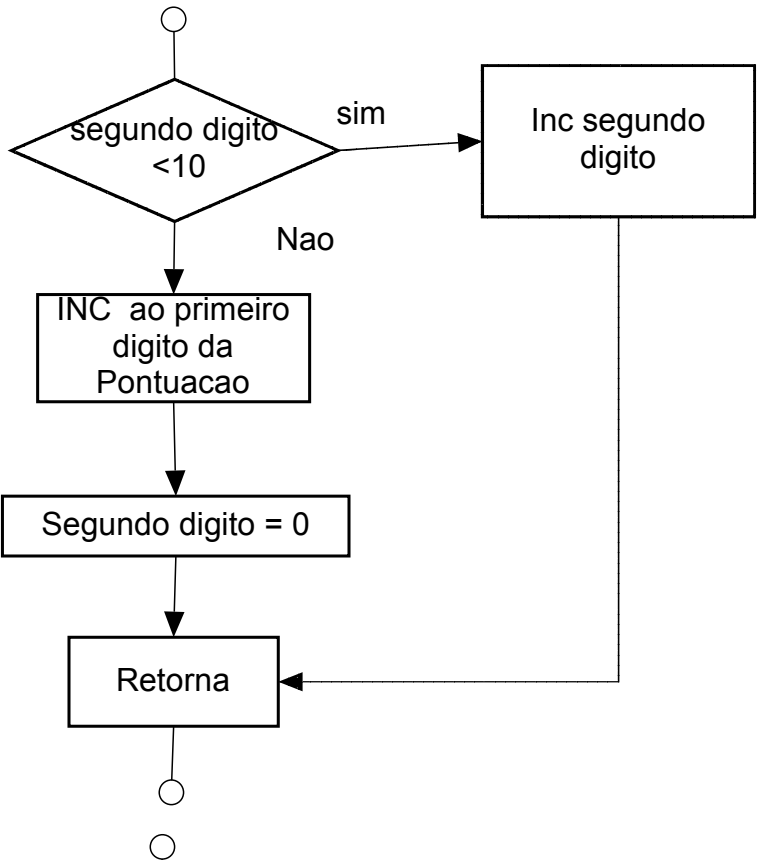 segundo digito
<10
sim
Inc segundo
digito
Nao
INC  ao primeiro
digito da
Pontuacao
Segundo digito = 0
Retorna